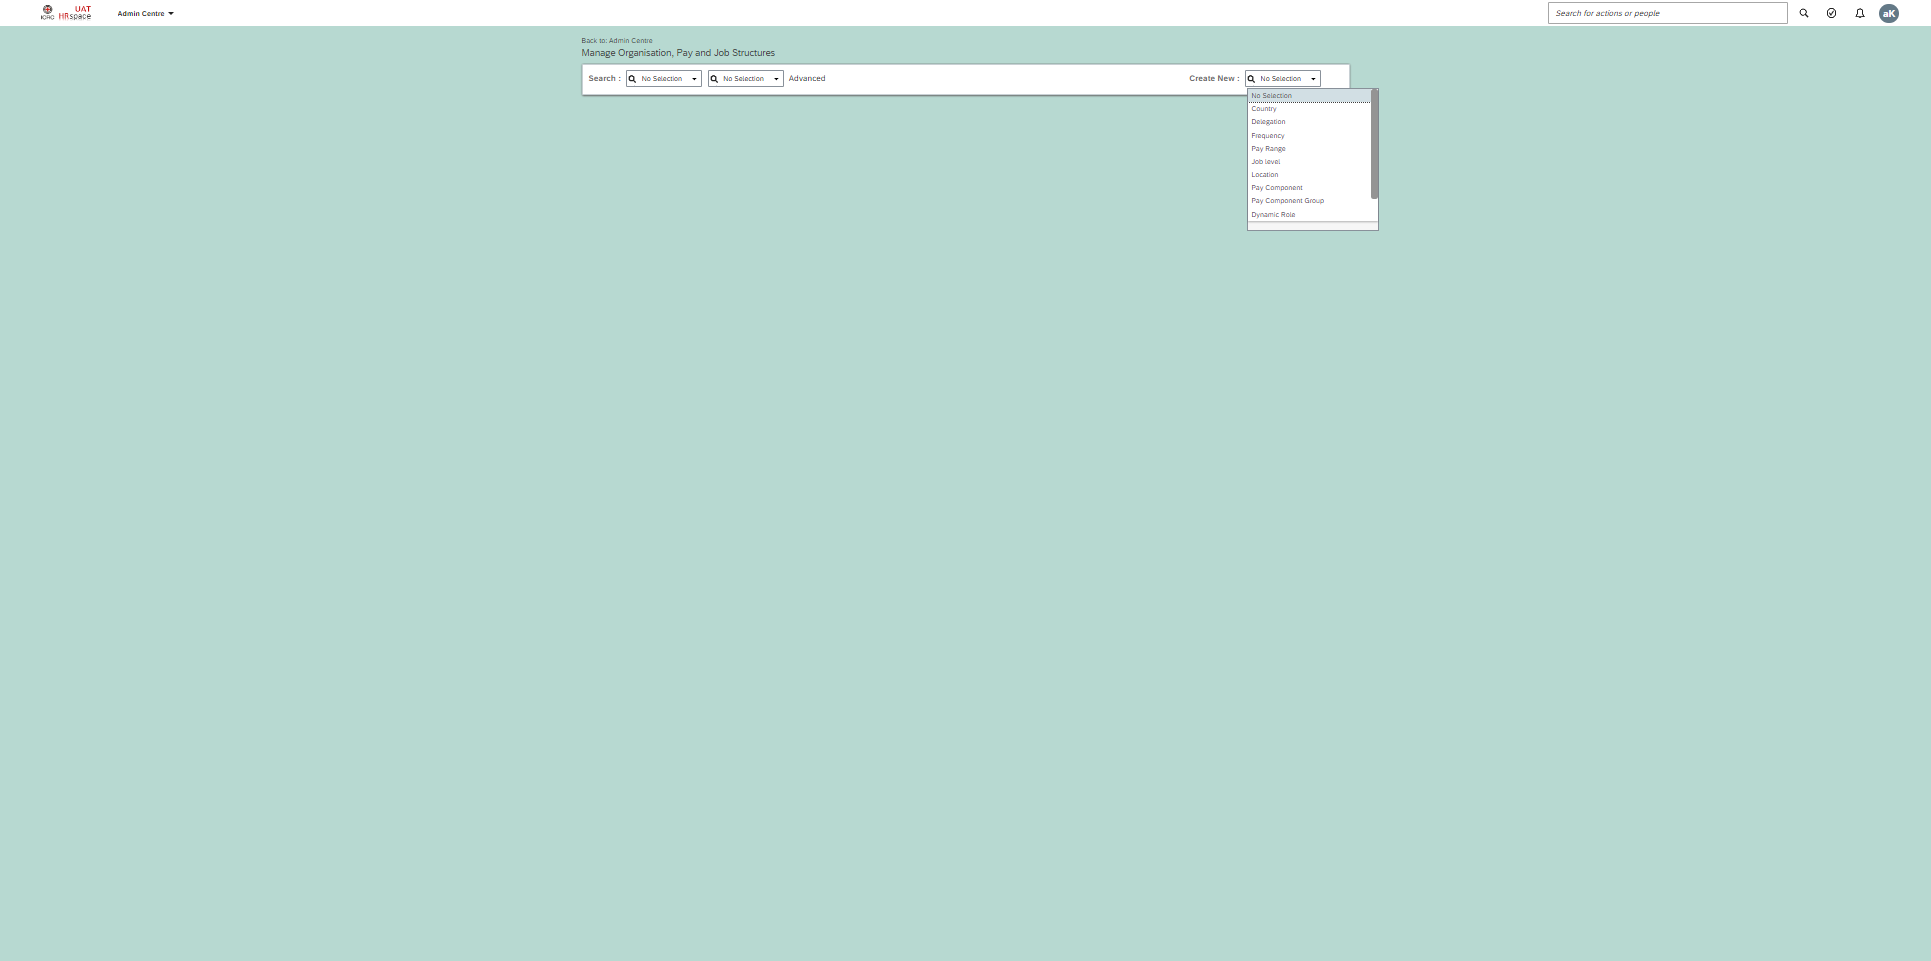 ICRC UAT HRspace Admin Centre Search for actions or people aK
Back to: Admin Centre
Manage Organisation, Pay and Job Structures
Search : No Selection No Selection Advanced Create New : No Selection
No Selection
Country
Delegation
Frequency
Pay Range
Job level
Location
Pay Component
Pay Component Group
Dynamic Role